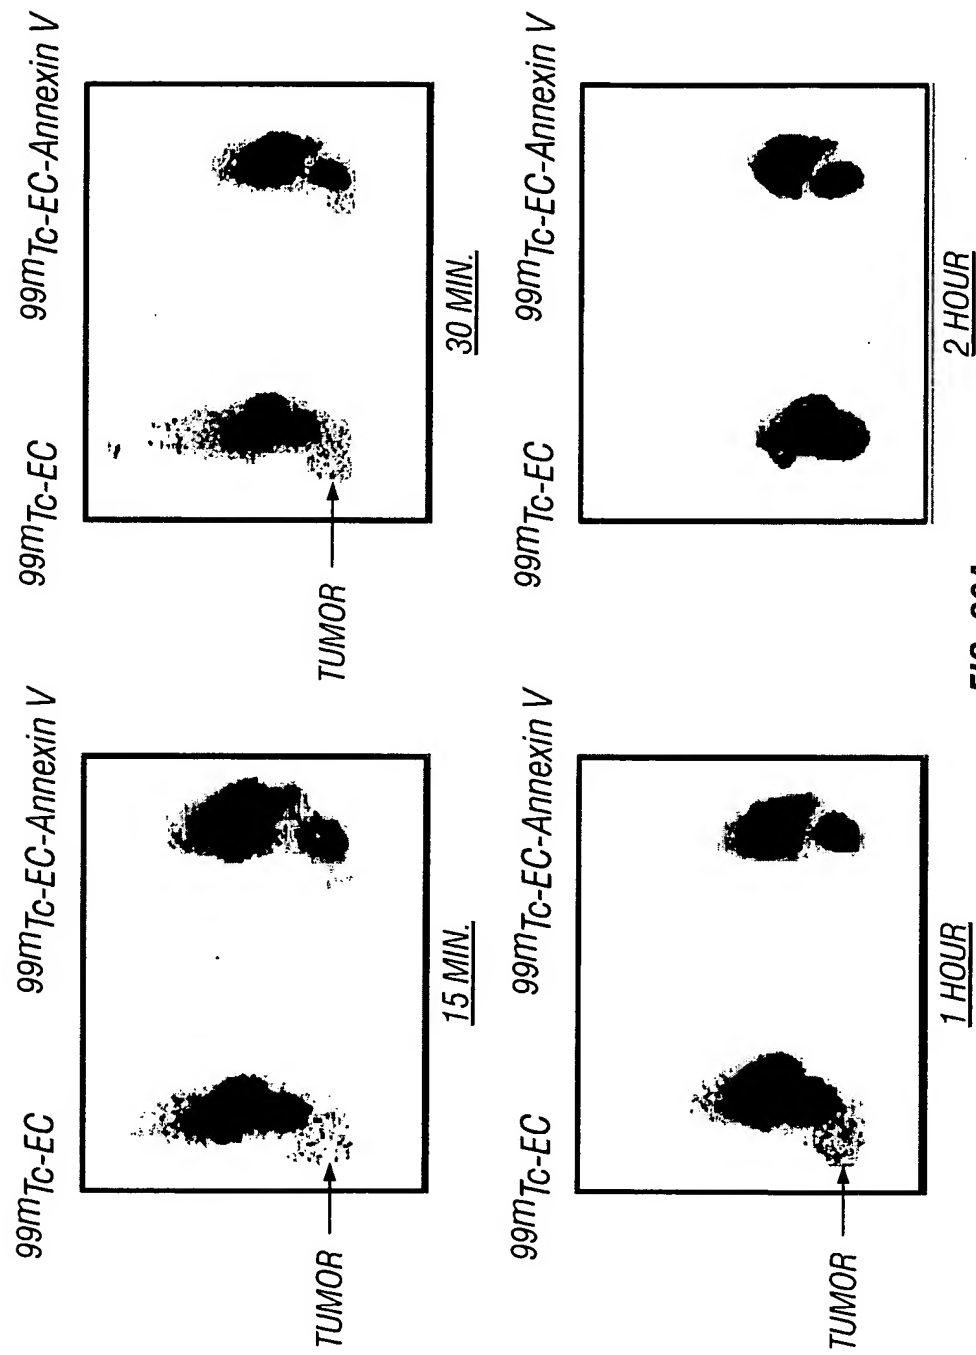 99mTc-EC 99mTc-EC-Annexin V 99mTc-EC 99mTc-EC-Annexin V
TUMOR TUMOR
15 MIN. 30 MIN.
99mTc-EC 99mTc-EC-Annexin V 99mTc-EC 99mTc-EC-Annexin V
TUMOR
1 HOUR 2 HOUR
FIG.